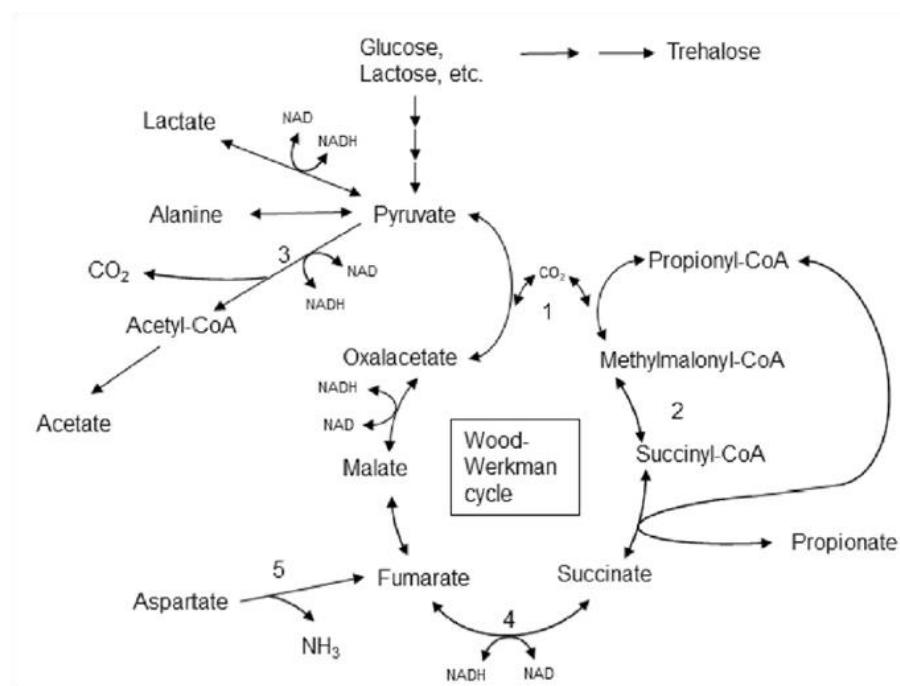 Glucose,
Lactose, etc.
Trehalose
Lactate
NAD
NADH
Alanine
Pyruvate
3
CO2
NAD
NADH
Propionyl-CoA
CO2
1
Acetyl-CoA
Oxalacetate
Methylmalonyl-CoA
NADH
2
Acetate
NAD
Wood-
Werkman
cycle
Succinyl-CoA
Malate
Propionate
5
Fumarate
Succinate
Aspartate
4
NH3
NADH
NAD